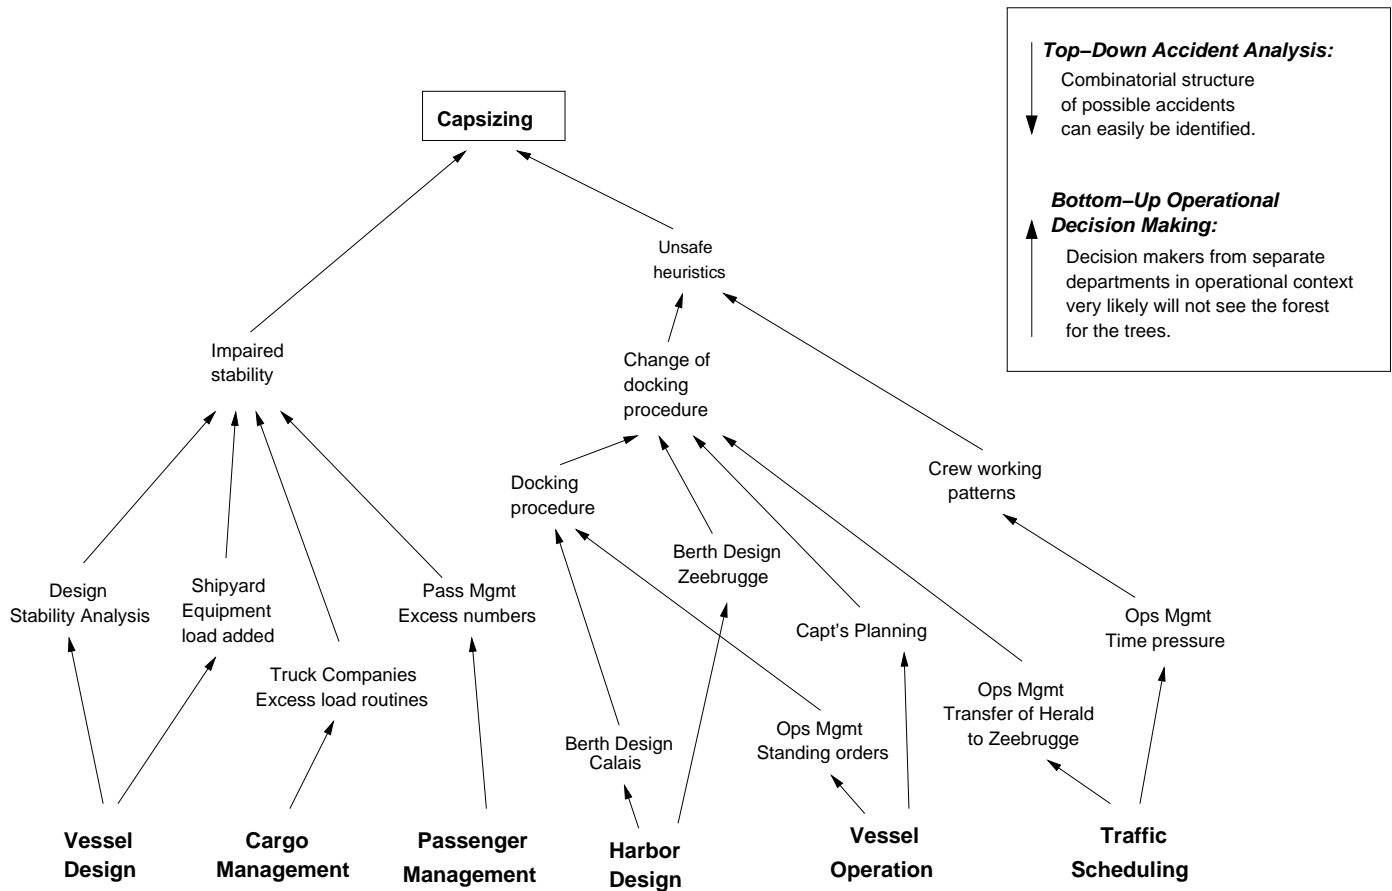 Top–Down Accident Analysis:
Combinatorial structure
of possible accidents
can easily be identified.
Bottom–Up Operational
Decision Making:
Decision makers from separate
departments in operational context
very likely will not see the forest
for the trees.
Capsizing
Unsafe
heuristics
Impaired
stability
Change of
docking
procedure
Crew working
patterns
Docking
procedure
Berth Design
Zeebrugge
Design
Stability Analysis
Shipyard
Equipment
load added
Pass Mgmt
Excess numbers
Capt's Planning
Ops Mgmt
Time pressure
Truck Companies
Excess load routines
Ops Mgmt
Transfer of Herald
to Zeebrugge
Berth Design
Calais
Ops Mgmt
Standing orders
Vessel
Design
Cargo
Management
Passenger
Management
Harbor
Design
Vessel
Operation
Traffic
Scheduling